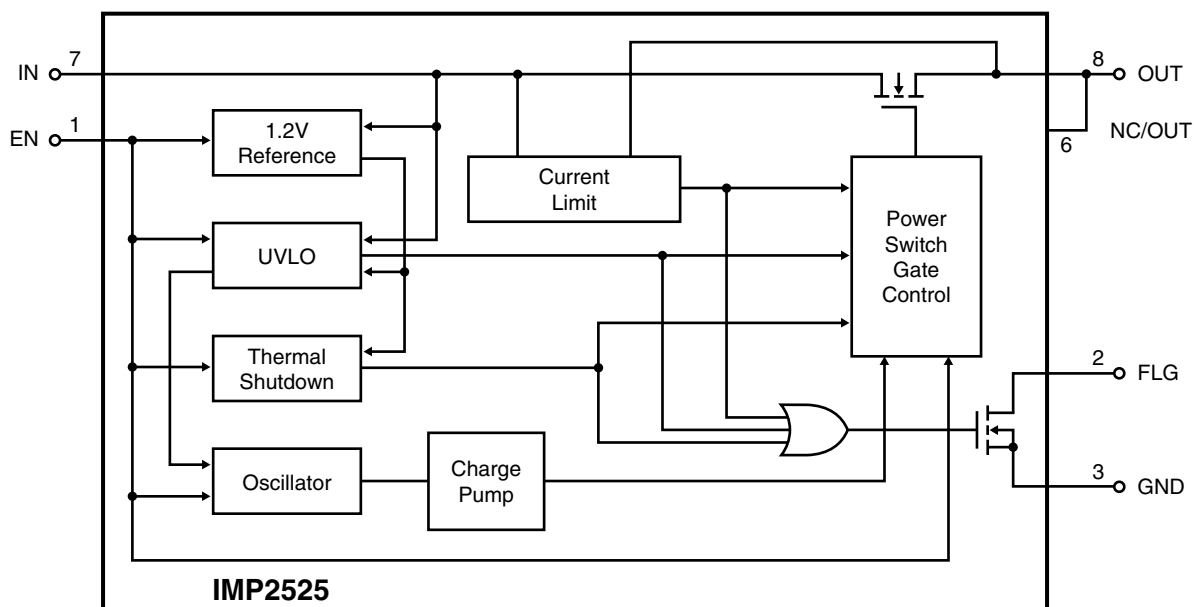 IN
7
8
OUT
EN
1
1.2V
Reference
6
NC/OUT
Current
Limit
Power
Switch
Gate
Control
UVLO
Thermal
Shutdown
2
FLG
Oscillator
Charge
Pump
3
GND
IMP2525